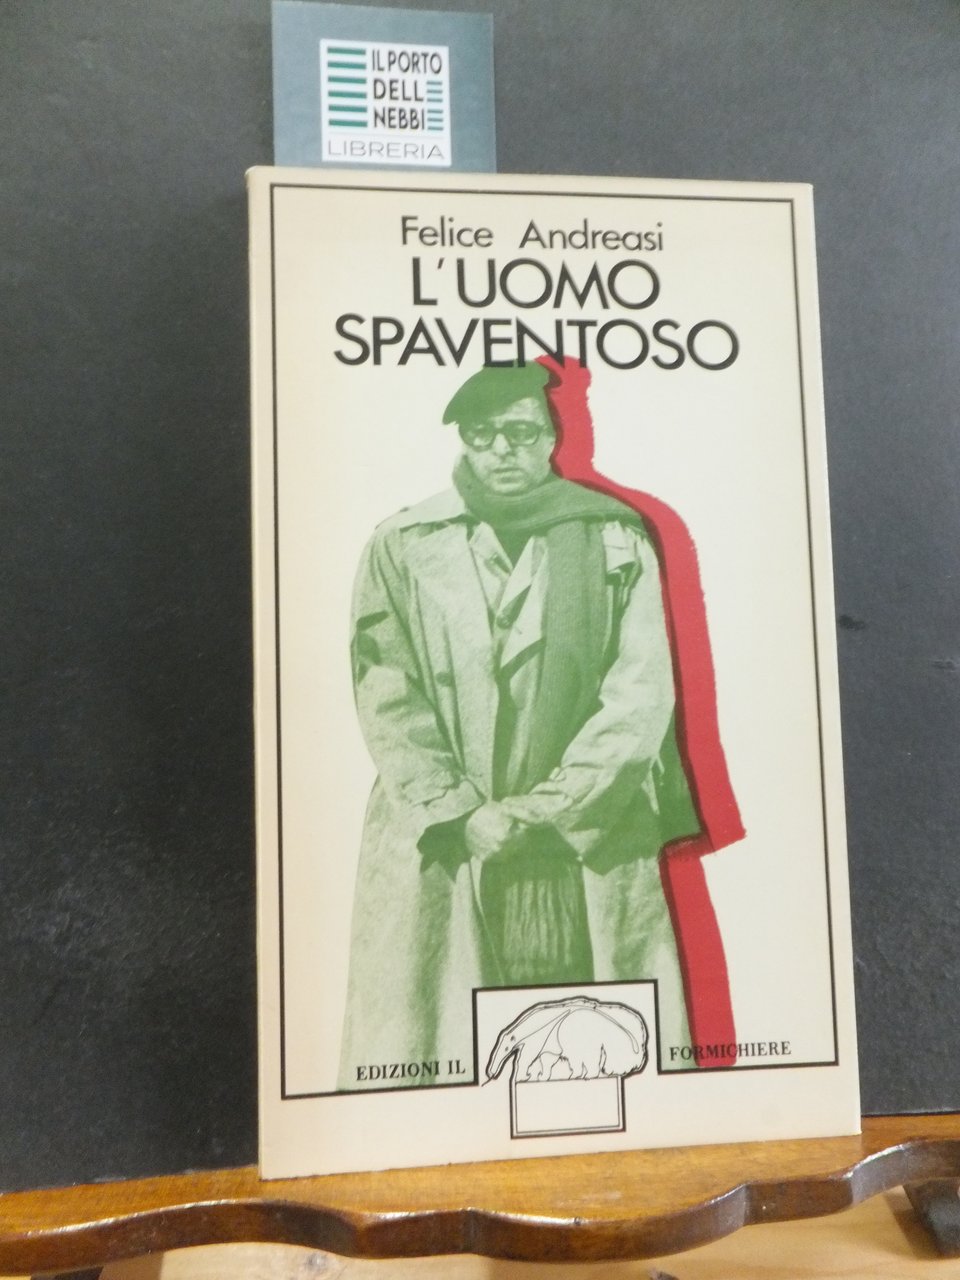 IL PORTO
DELL
NEBBI
LIBRERIA
Felice Andreasi
L'UOMO
SPAVENTOSO
EDIZIONI IL FORMICHIERE